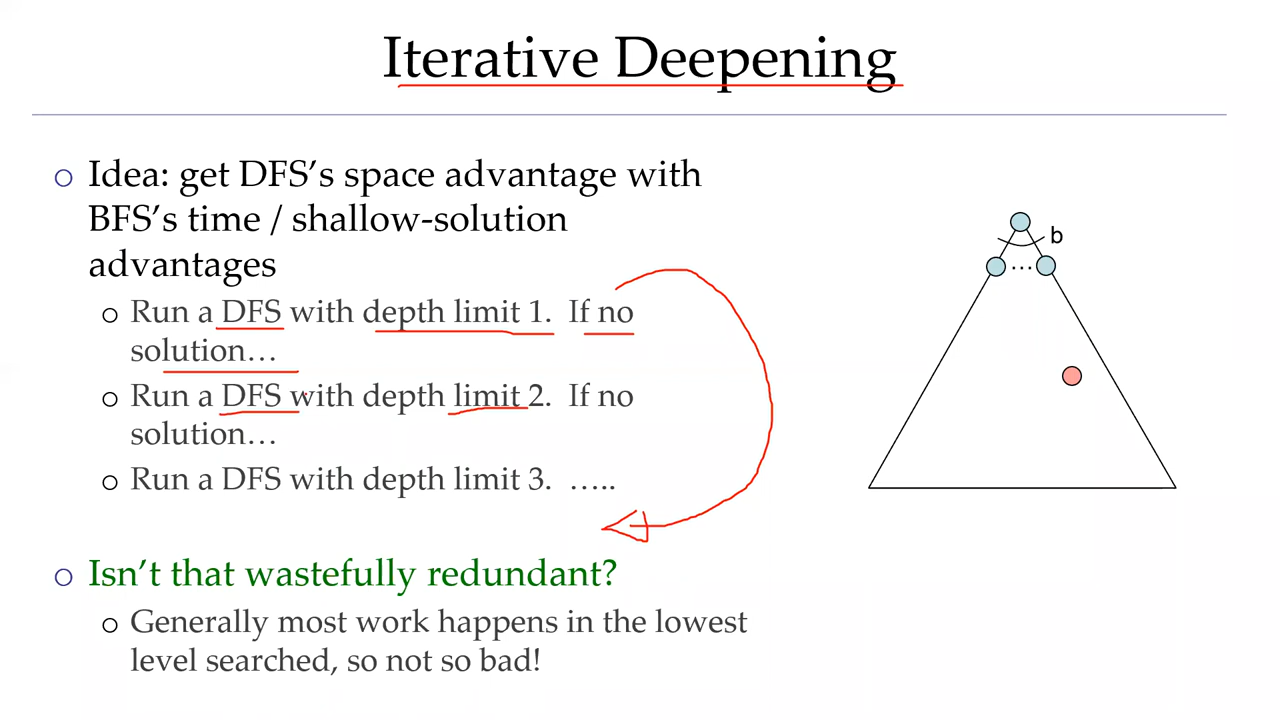 Iterative Deepening
Idea: get DFS's space advantage with
BFS's time / shallow-solution
advantages
Run a DFS with depth limit 1.  If no
solution…
Run a DFS with depth limit 2.  If no
solution…
Run a DFS with depth limit 3.  …..
Isn't that wastefully redundant?
Generally most work happens in the lowest
level searched, so not so bad!
b
…